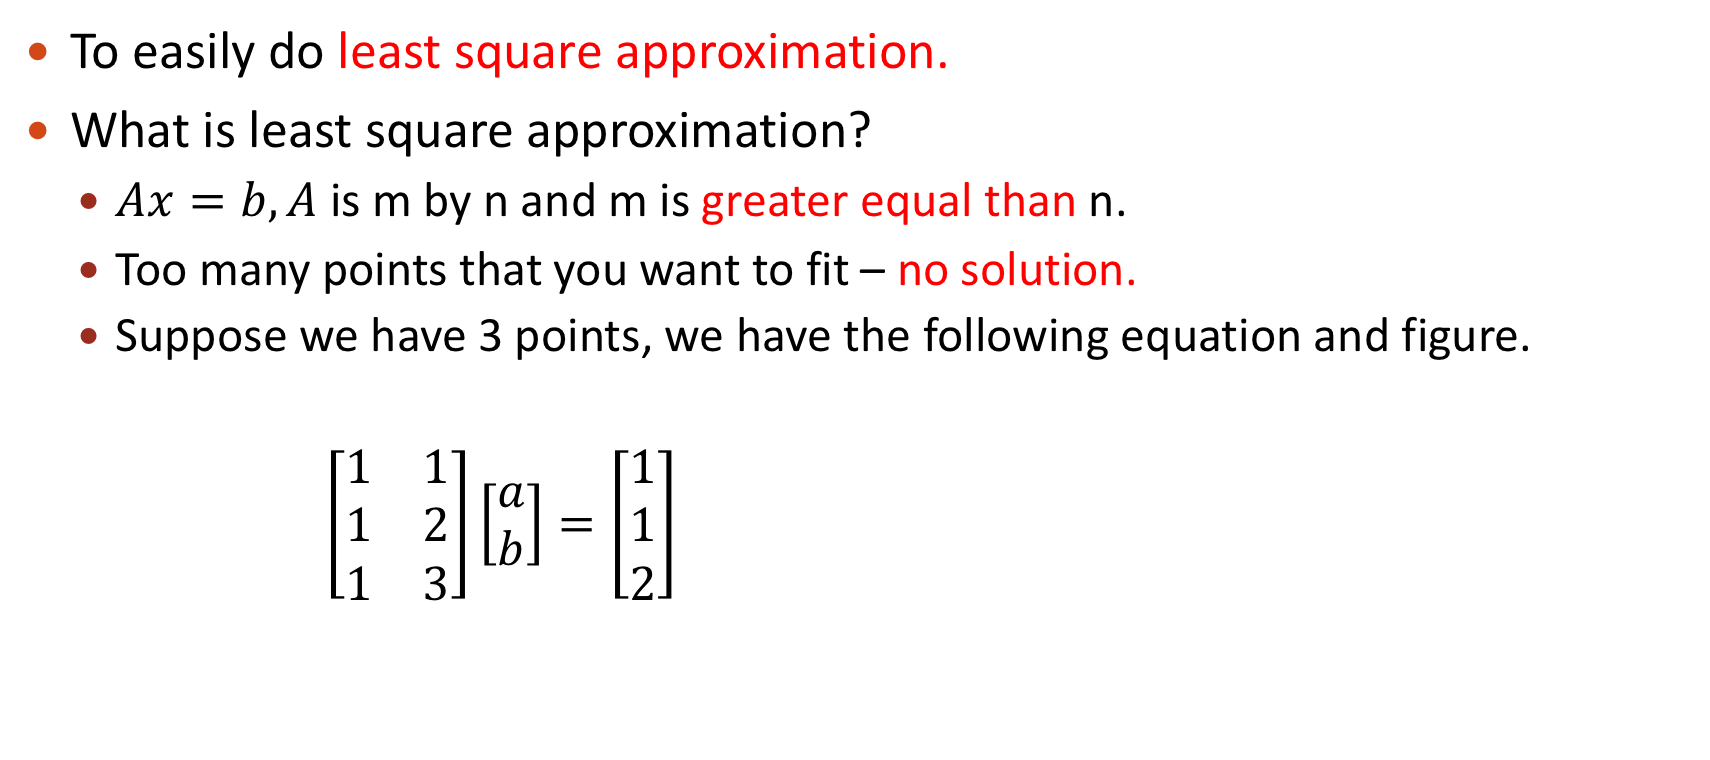 • To easily do least square approximation.
• What is least square approximation?
• Ax = b, A is m by n and m is greater equal than n.
• Too many points that you want to fit – no solution.
• Suppose we have 3 points, we have the following equation and figure.
[1 1; 1 2; 1 3] [a; b] = [1; 1; 2]